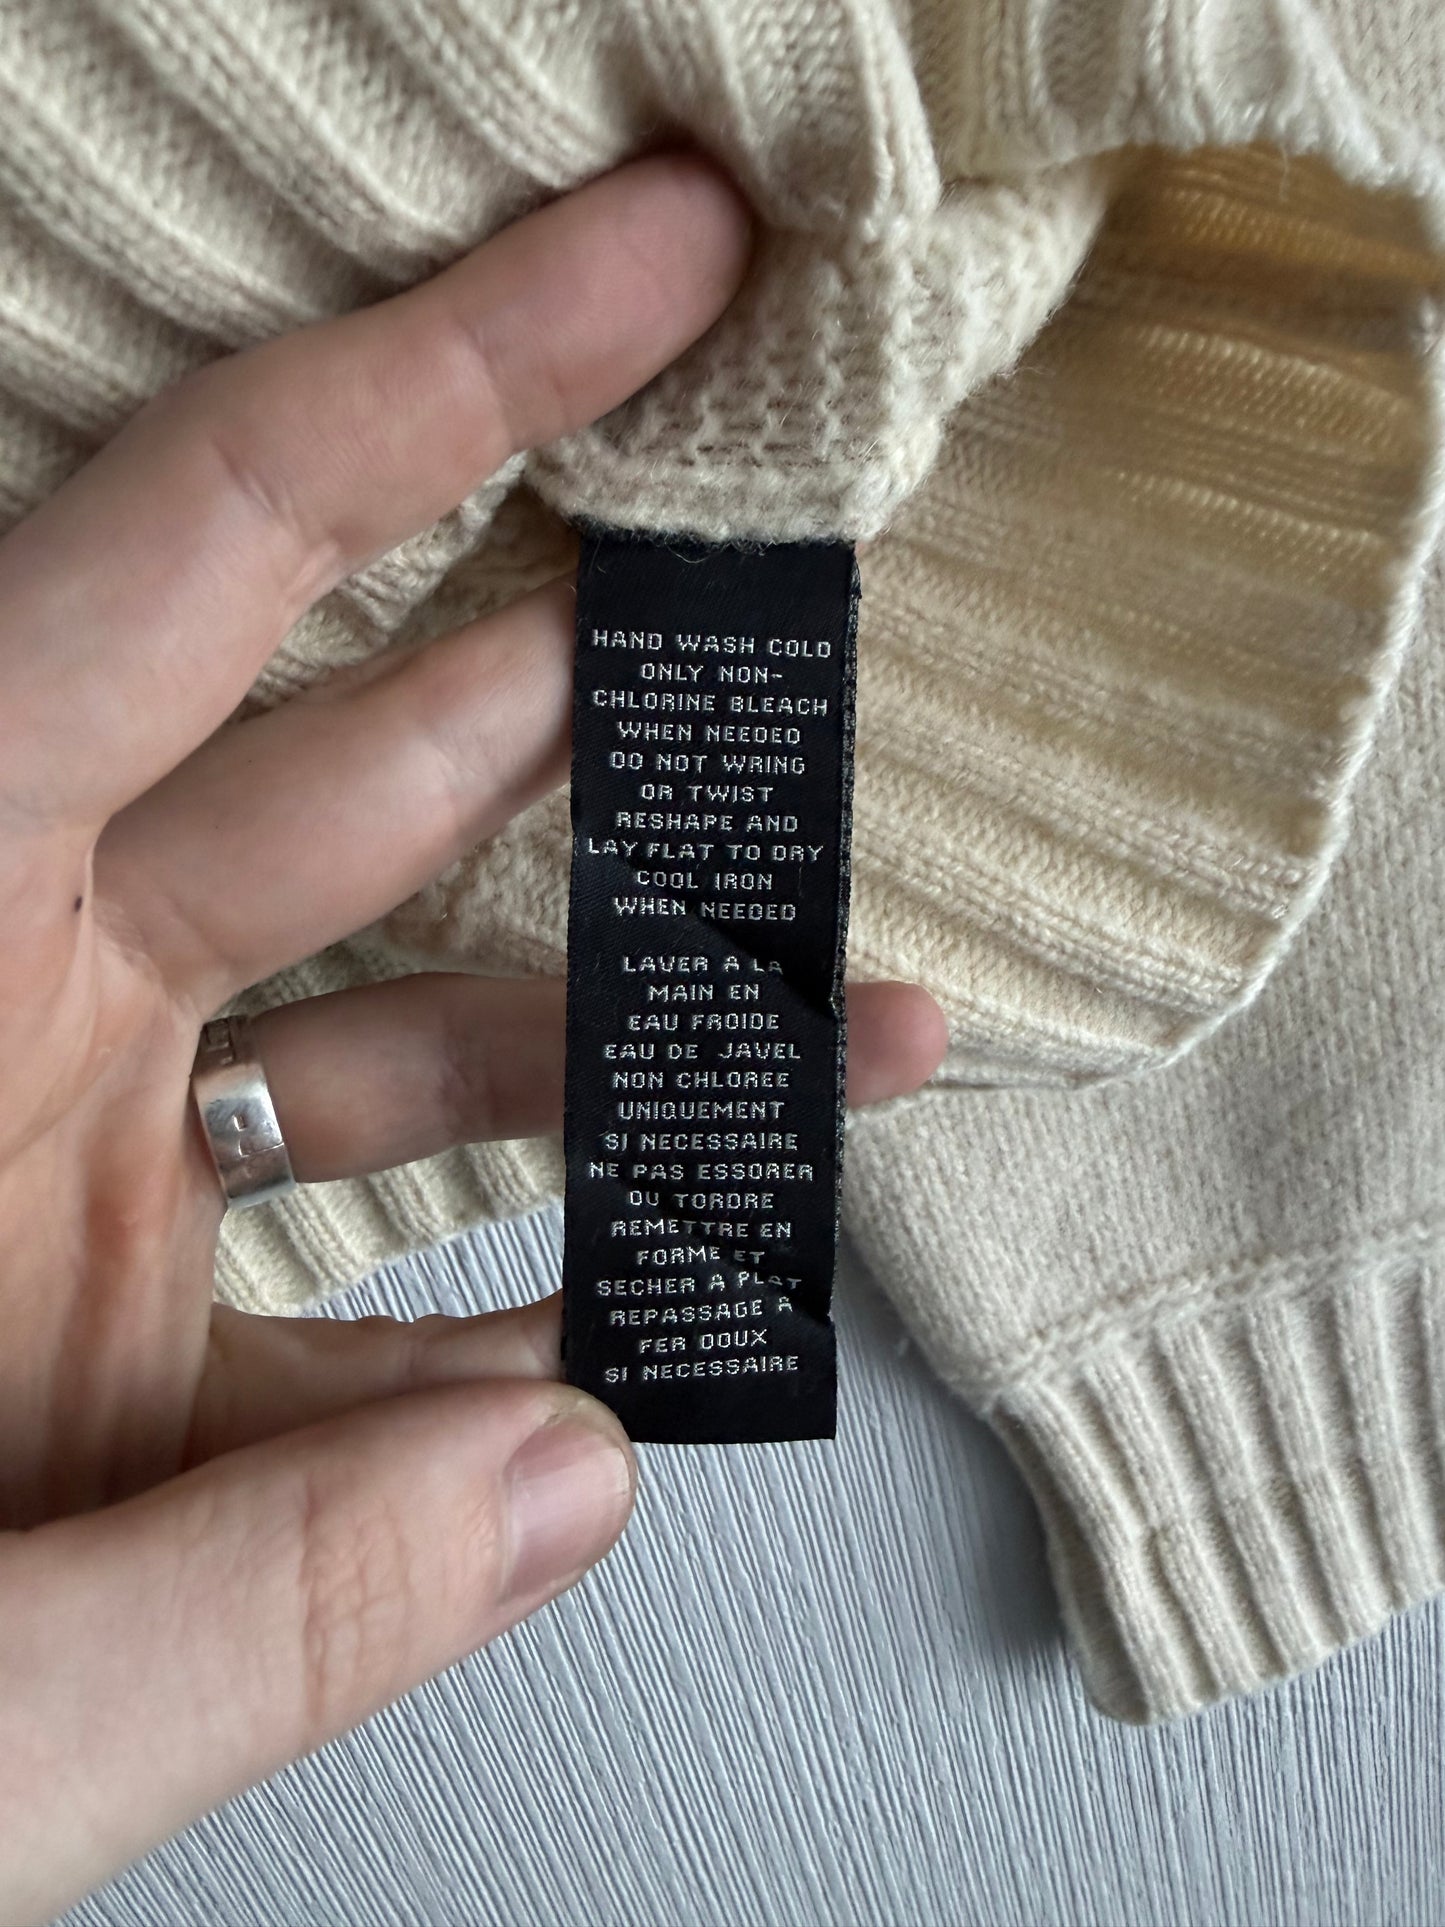 HAND WASH COLD
ONLY NON-
CHLORINE BLEACH
WHEN NEEDED
DO NOT WRING
OR TWIST
RESHAPE AND
LAY FLAT TO DRY
COOL IRON
WHEN NEEDED
LAVER A LA
MAIN EN
EAU FROIDE
EAU DE JAVEL
NON CHLOREE
UNIQUEMENT
SI NECESSAIRE
NE PAS ESSORER
OU TORDRE
REMETTRE EN
FORME ET
SECHER A PLAT
REPASSAGE A
FER DOUX
SI NECESSAIRE